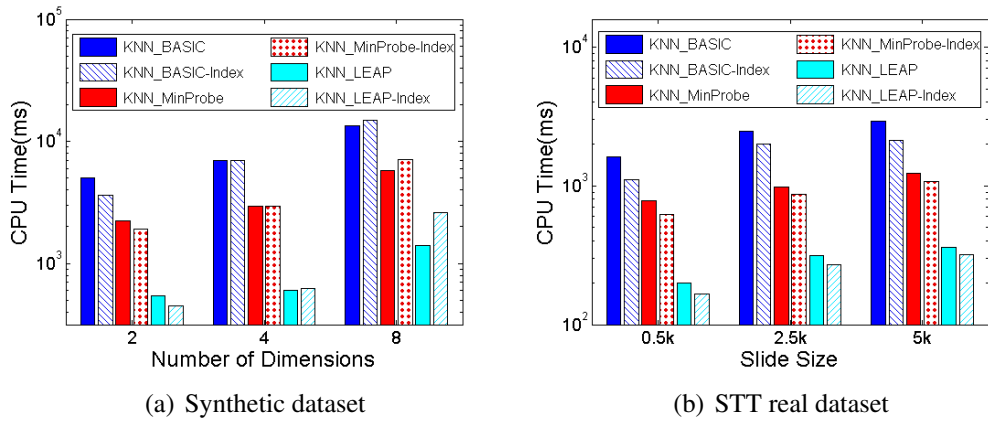 10^5
10^4
10^3
CPU Time(ms)
KNN_BASIC
KNN_BASIC-Index
KNN_MinProbe
KNN_MinProbe-Index
KNN_LEAP
KNN_LEAP-Index
2 4 8
Number of Dimensions
(a) Synthetic dataset
10^4
10^3
10^2
CPU Time(ms)
KNN_BASIC
KNN_BASIC-Index
KNN_MinProbe
KNN_MinProbe-Index
KNN_LEAP
KNN_LEAP-Index
0.5k 2.5k 5k
Slide Size
(b) STT real dataset